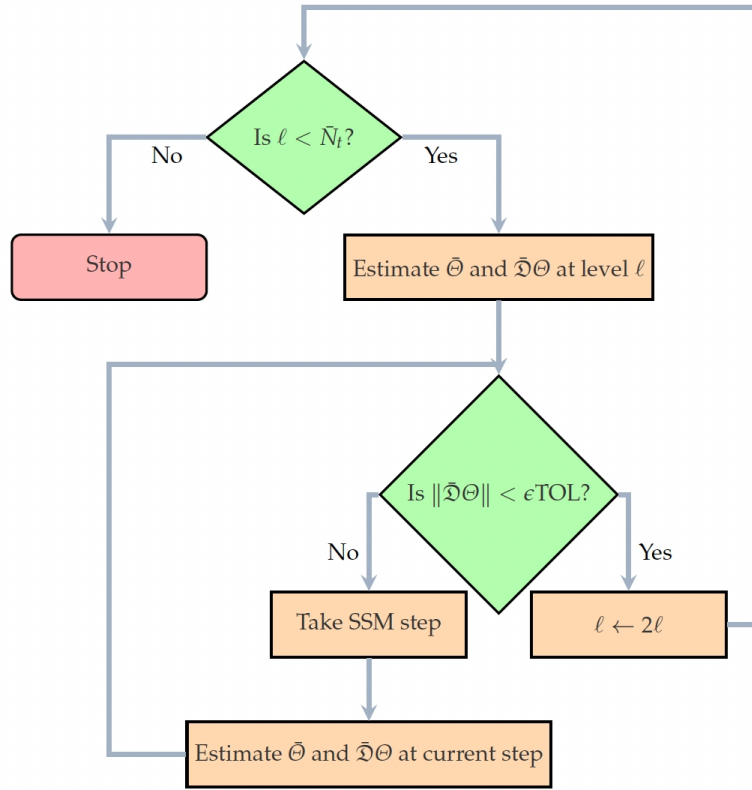 Is ℓ < N̄ₜ?
No
Yes
Stop
Estimate Θ̄ and 𝔇̄Θ at level ℓ
Is ‖𝔇̄Θ‖ < ϵTOL?
No
Yes
Take SSM step
ℓ ← 2ℓ
Estimate Θ̄ and 𝔇̄Θ at current step